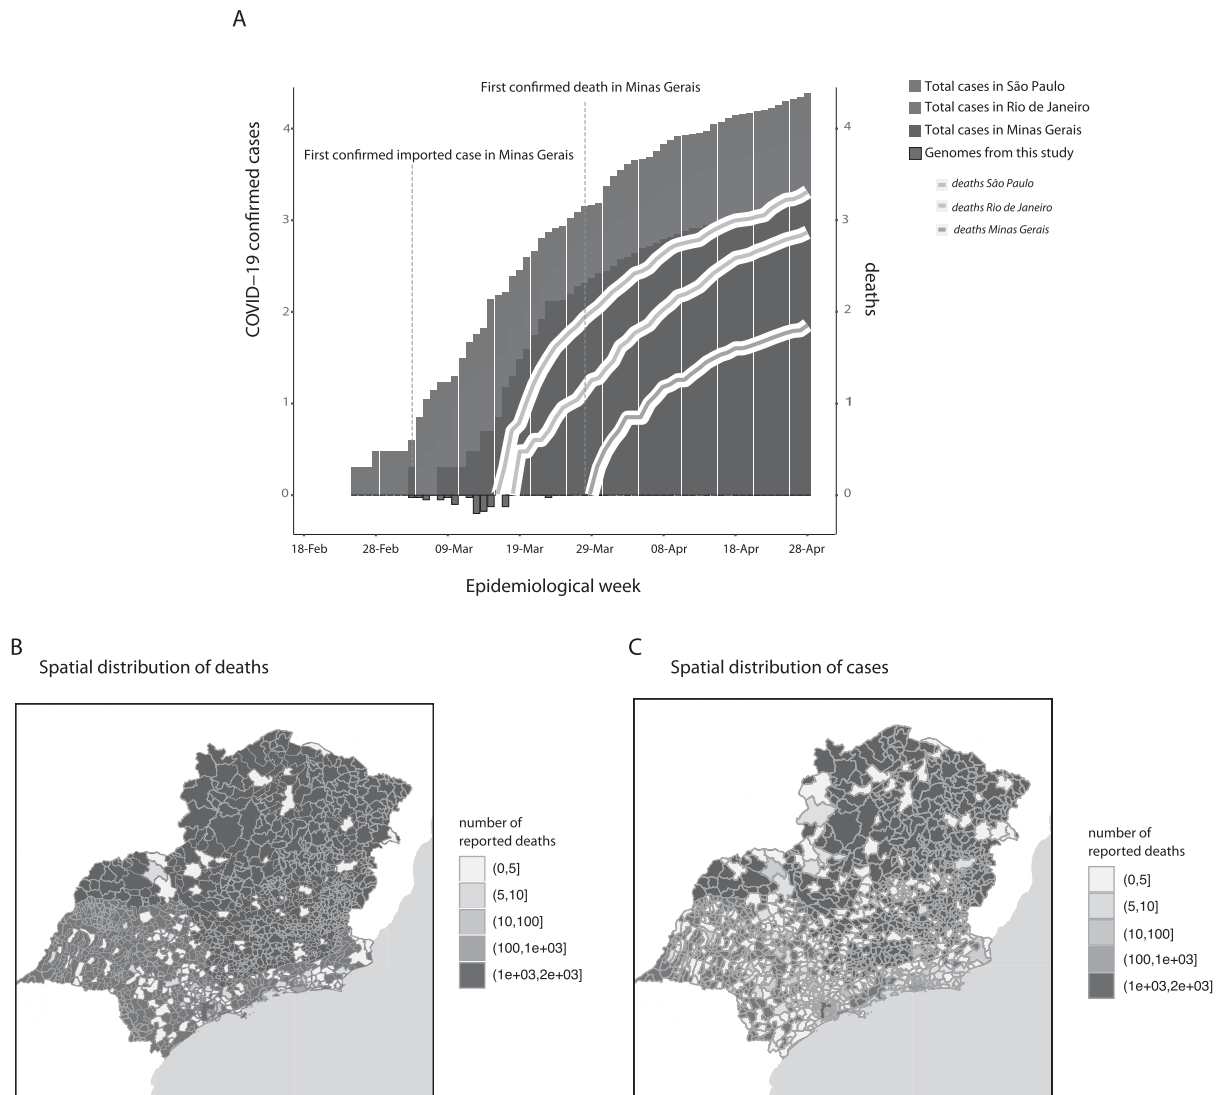 A
First confirmed death in Minas Gerais
First confirmed imported case in Minas Gerais
COVID−19 confirmed cases
4
3
2
1
0
4
3
2
1
0
deaths
18-Feb
28-Feb
09-Mar
19-Mar
29-Mar
08-Apr
18-Apr
28-Apr
Epidemiological week
Total cases in São Paulo
Total cases in Rio de Janeiro
Total cases in Minas Gerais
Genomes from this study
deaths São Paulo
deaths Rio de Janeiro
deaths Minas Gerais
B
Spatial distribution of deaths
number of
reported deaths
(0,5]
(5,10]
(10,100]
(100,1e+03]
(1e+03,2e+03]
C
Spatial distribution of cases
number of
reported deaths
(0,5]
(5,10]
(10,100]
(100,1e+03]
(1e+03,2e+03]